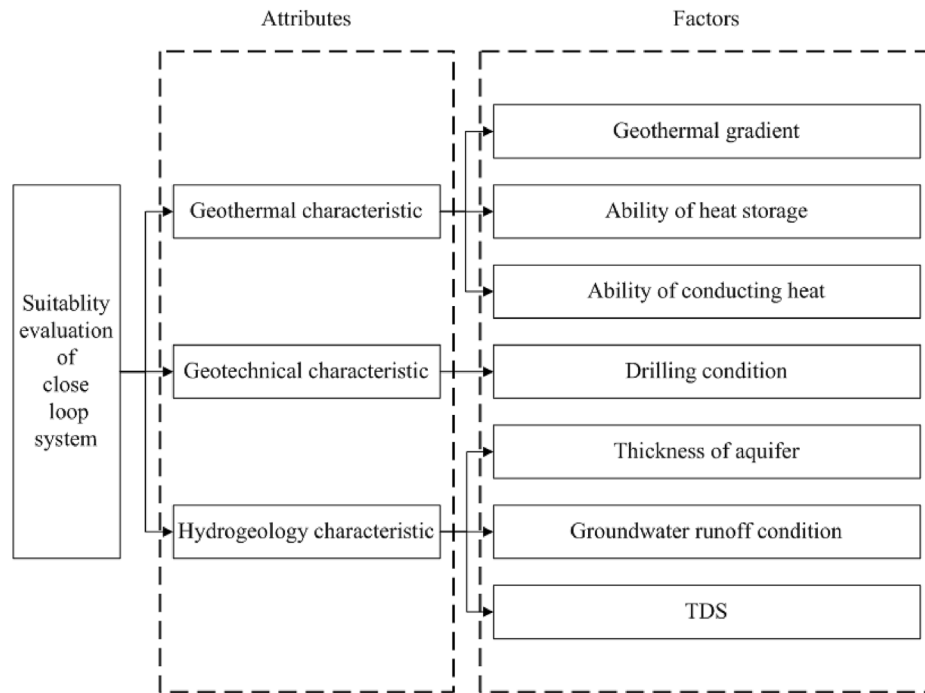 Attributes
Factors
Geothermal gradient
Geothermal characteristic
Ability of heat storage
Ability of conducting heat
Suitablity
evaluation
of
close
loop
system
Geotechnical characteristic
Drilling condition
Thickness of aquifer
Hydrogeology characteristic
Groundwater runoff condition
TDS